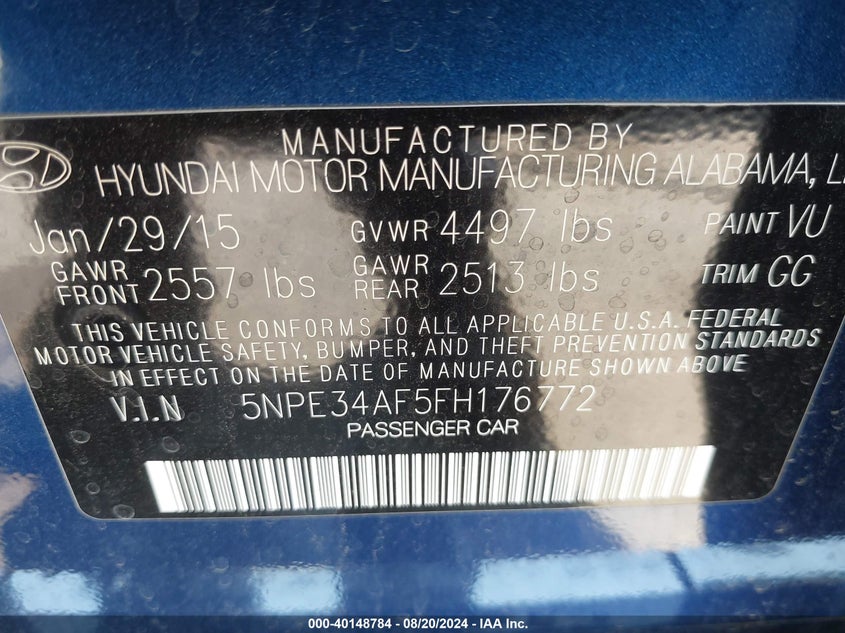 MANUFACTURED BY
HYUNDAI MOTOR MANUFACTURING ALABAMA,
Jan/29/15 GVWR 4497 lbs PAINT VU
GAWR FRONT 2557 lbs GAWR REAR 2513 lbs TRIM GG
THIS VEHICLE CONFORMS TO ALL APPLICABLE U.S.A. FEDERAL
MOTOR VEHICLE SAFETY, BUMPER, AND THEFT PREVENTION STANDARDS
IN EFFECT ON THE DATE OF MANUFACTURE SHOWN ABOVE
V.I.N 5NPE34AF5FH176772
PASSENGER CAR
000-40148784 - 08/20/2024 - IAA Inc.